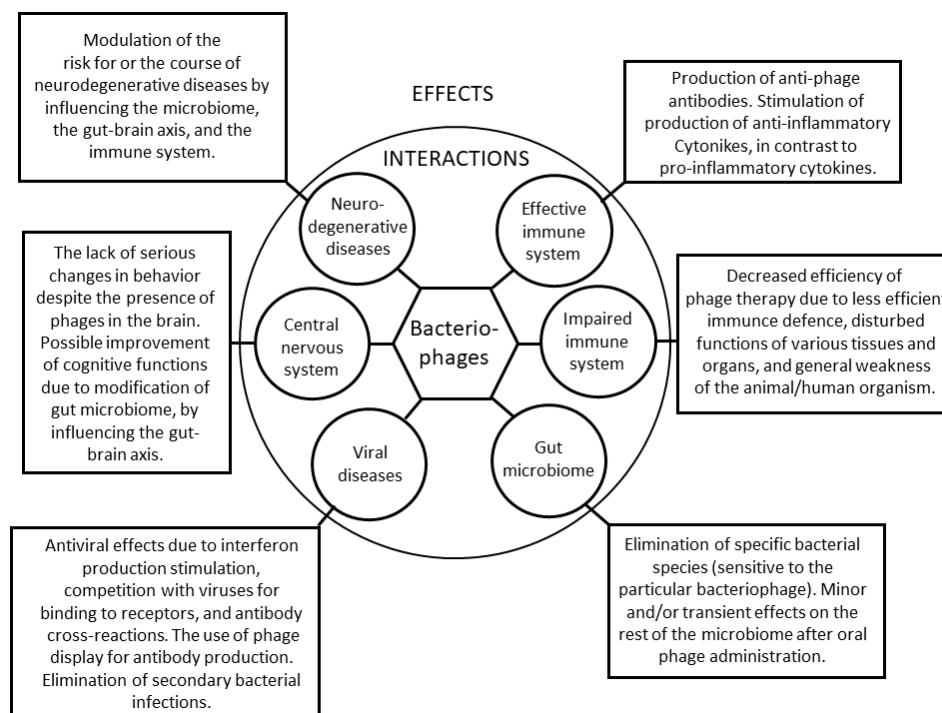 Modulation of the
risk for or the course of
neurodegenerative diseases by
influencing the microbiome,
the gut-brain axis, and the
immune system.
EFFECTS
Production of anti-phage
antibodies. Stimulation of
production of anti-inflammatory
Cytonikes, in contrast to
pro-inflammatory cytokines.
INTERACTIONS
Neuro-
degenerative
diseases
Effective
immune
system
The lack of serious
changes in behavior
despite the presence of
phages in the brain.
Possible improvement
of cognitive functions
due to modification of
gut microbiome, by
influencing the gut-
brain axis.
Central
nervous
system
Bacterio-
phages
Impaired
immune
system
Decreased efficiency of
phage therapy due to less efficient
immunce defence, disturbed
functions of various tissues and
organs, and general weakness
of the animal/human organism.
Viral
diseases
Gut
microbiome
Antiviral effects due to interferon
production stimulation,
competition with viruses for
binding to receptors, and antibody
cross-reactions. The use of phage
display for antibody production.
Elimination of secondary bacterial
infections.
Elimination of specific bacterial
species (sensitive to the
particular bacteriophage). Minor
and/or transient effects on the
rest of the microbiome after oral
phage administration.